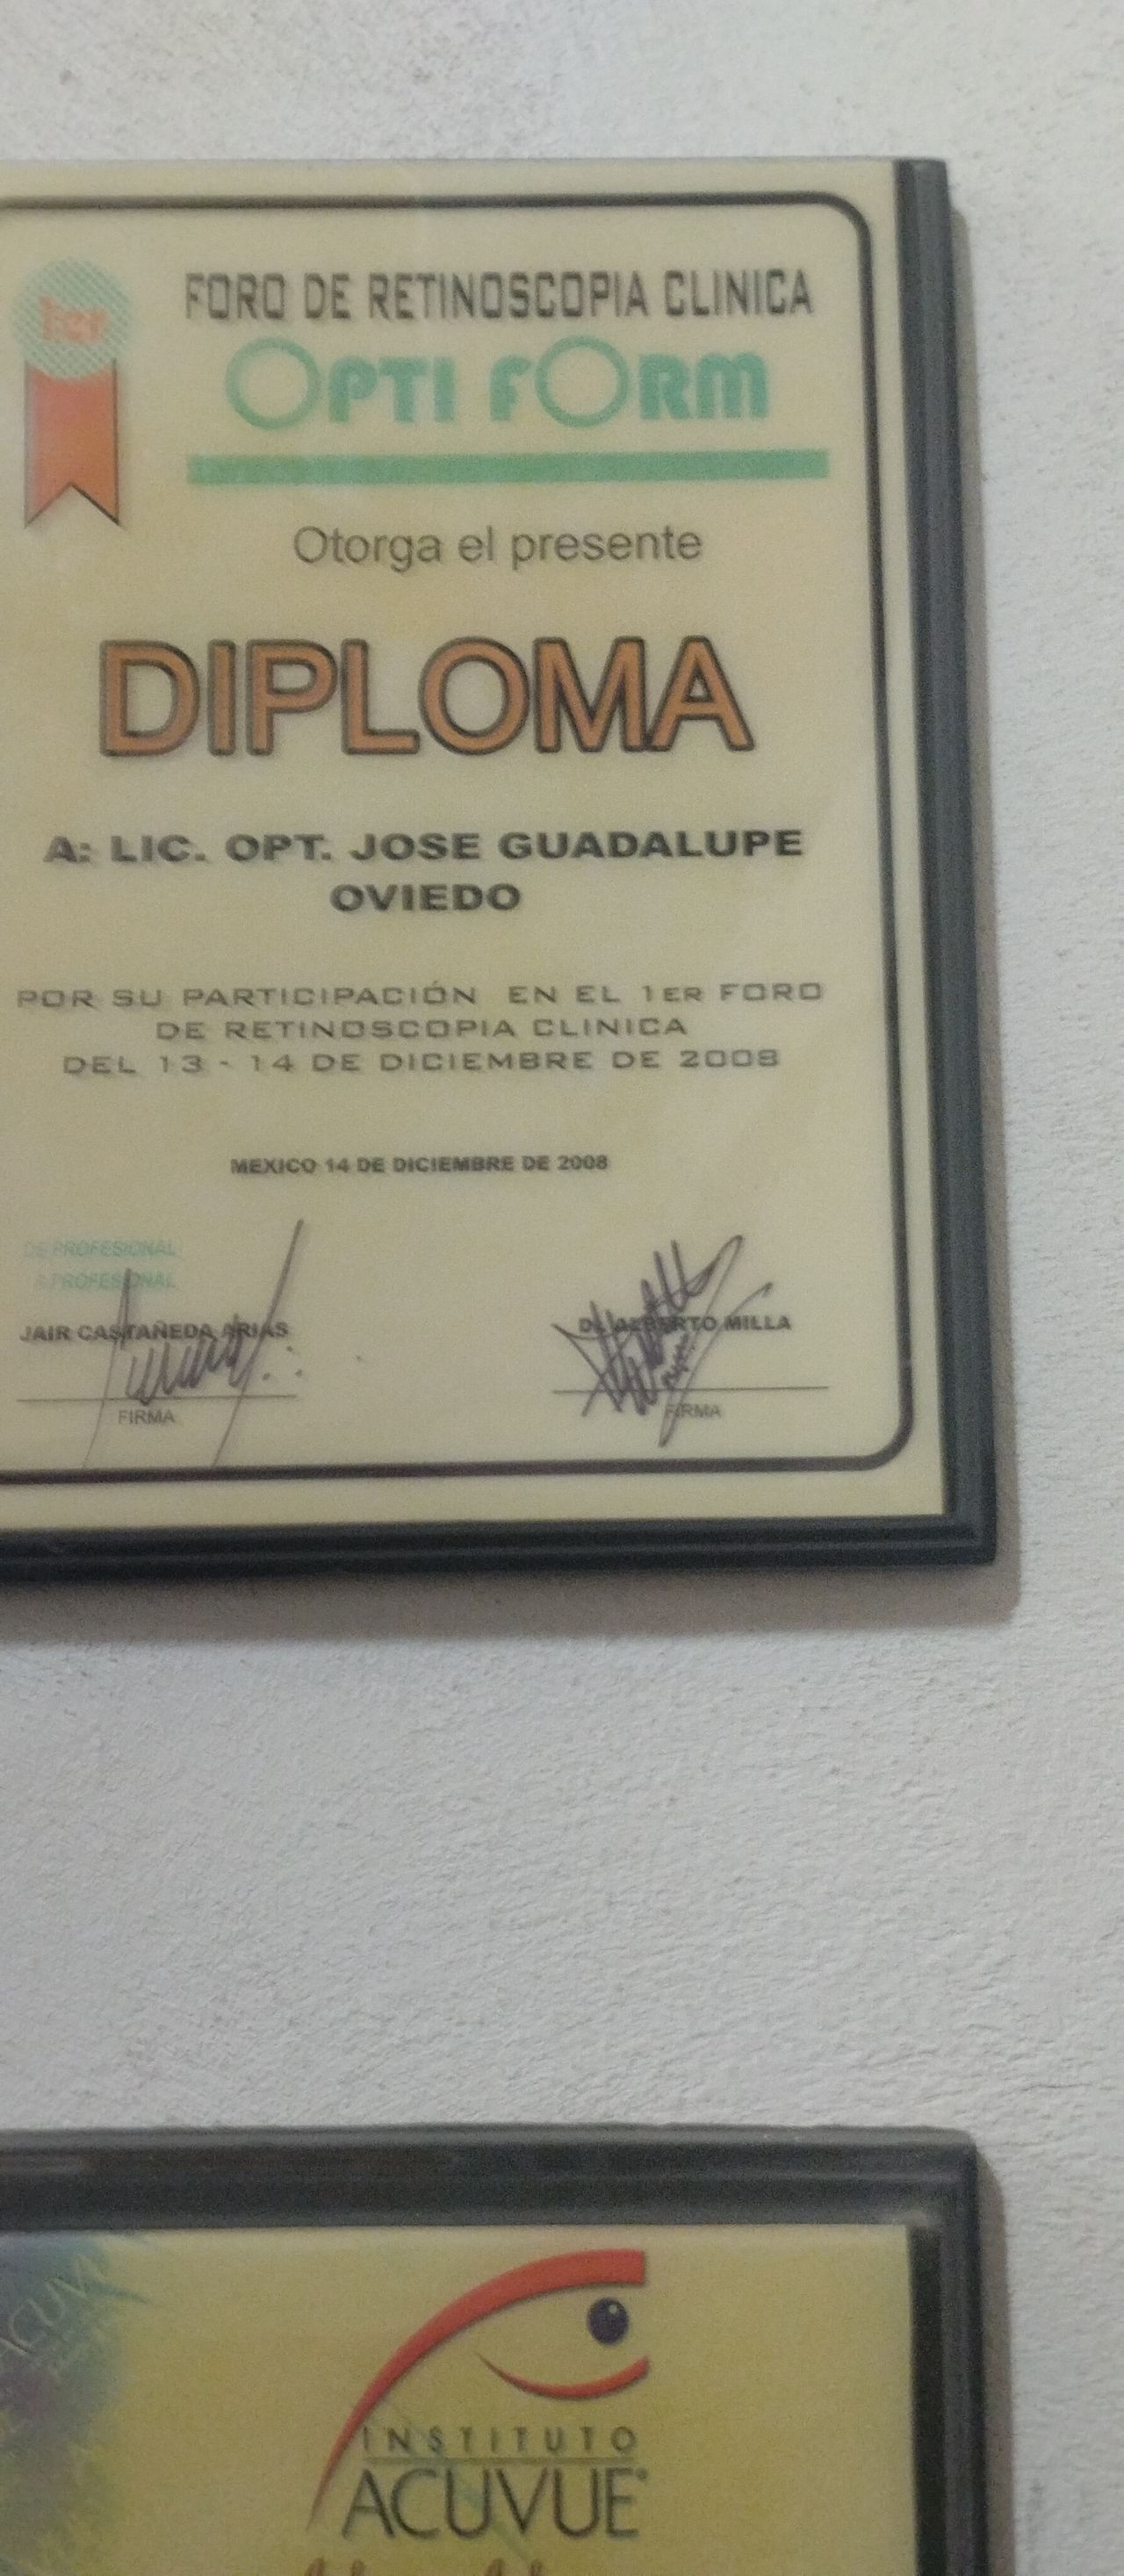 1er
FORO DE RETINOSCOPIA CLINICA
OPTI FORM
Otorga el presente
DIPLOMA
A: LIC. OPT. JOSE GUADALUPE
OVIEDO
POR SU PARTICIPACIÓN EN EL 1ER FORO
DE RETINOSCOPIA CLINICA
DEL 13 - 14 DE DICIEMBRE DE 2008
MEXICO 14 DE DICIEMBRE DE 2008
DE PROFESIONAL
A PROFESIONAL
JAIR CASTAÑEDA ARIAS
ALBERTO MILLA
FIRMA
FIRMA
ACUV
INSTITUTO
ACUVUE®